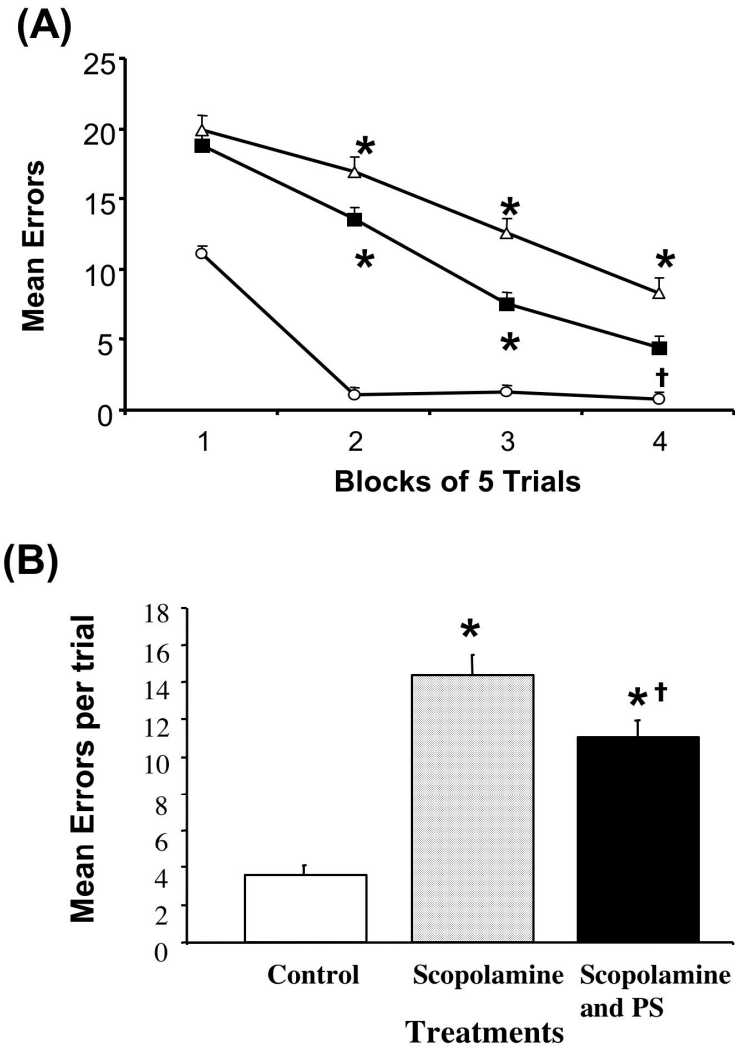 (A)
25
20
15
10
5
0
Mean Errors
*
*
*
*
*
†
1 2 3 4
Blocks of 5 Trials
(B)
18
16
14
12
10
8
6
4
2
0
Mean Errors per trial
*
* †
Control Scopolamine Scopolamine
and PS
Treatments